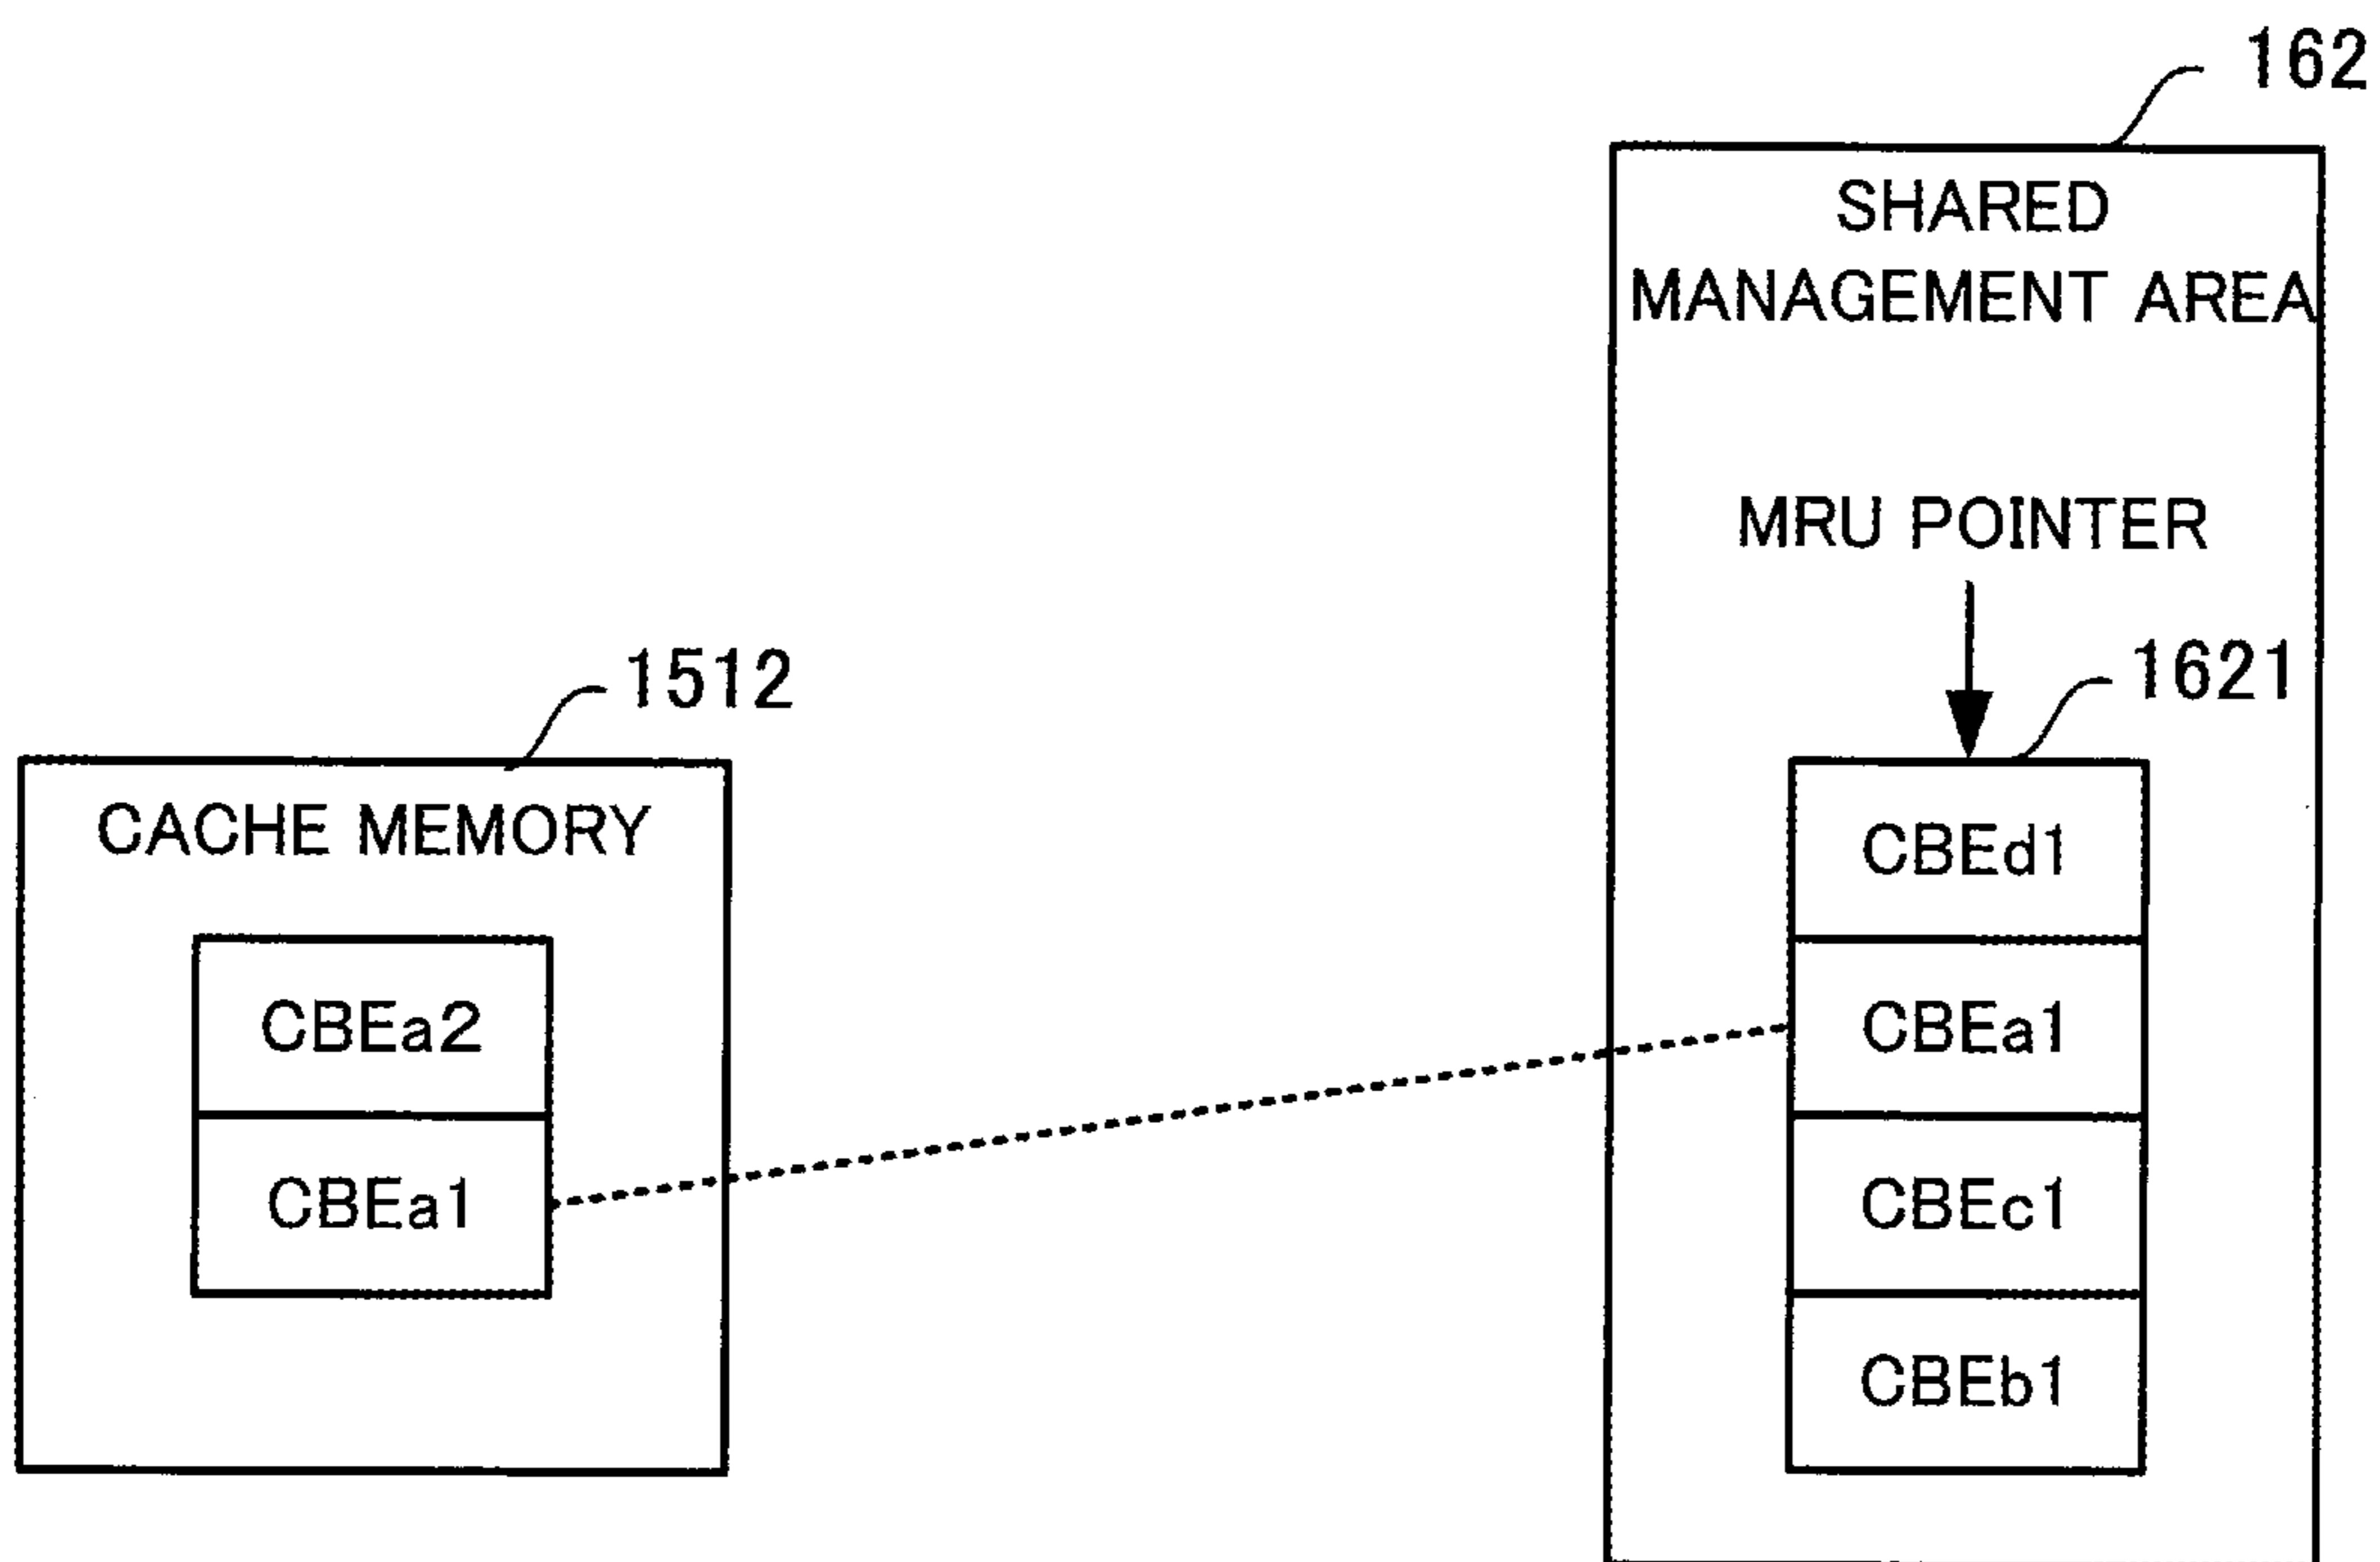 162
SHARED
MANAGEMENT AREA
MRU POINTER
1621
CBEd1
CBEa1
CBEc1
CBEb1
1512
CACHE MEMORY
CBEa2
CBEa1